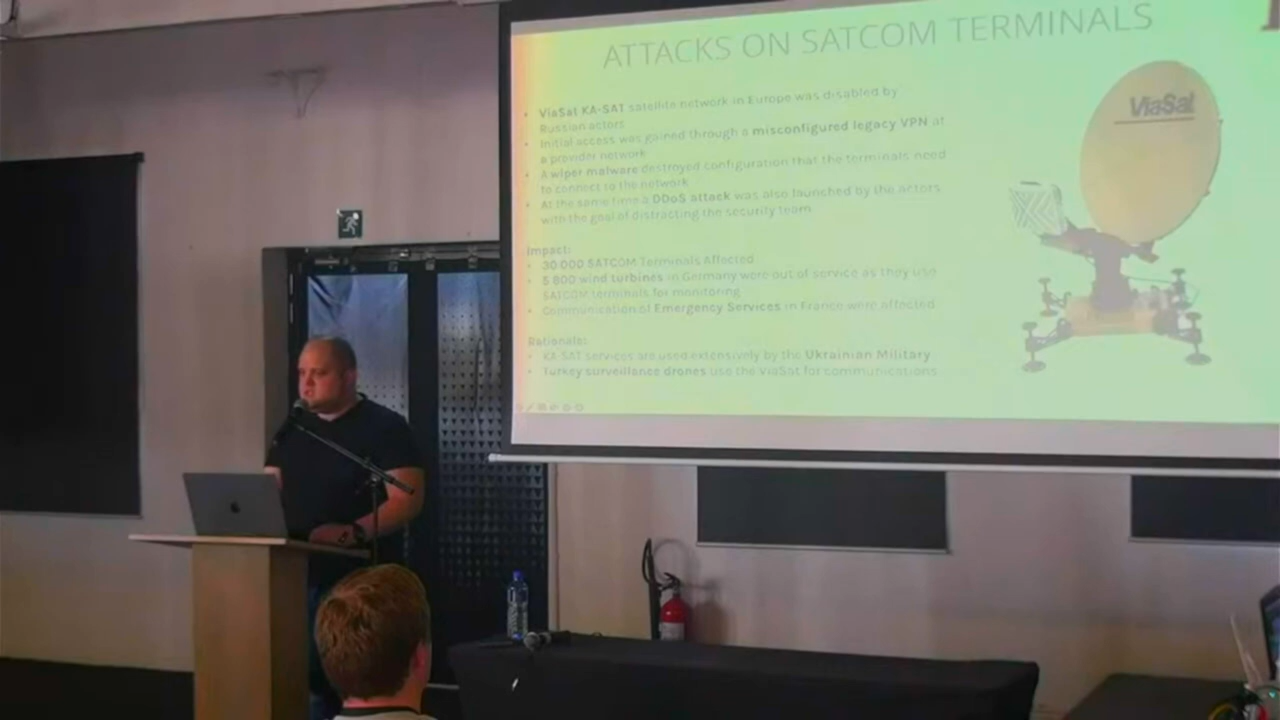 ATTACKS ON SATCOM TERMINALS
ViaSat
• ViaSat KA-SAT satellite network in Europe was disabled by
Russian actors
• Initial access was gained through a misconfigured legacy VPN at
a provider network
• A wiper malware destroyed configuration that the terminals need
to connect to the network
• At the same time a DDoS attack was also launched by the actors
with the goal of distracting the security team
Impact:
• 30 000 SATCOM Terminals Affected
• 5 800 wind turbines in Germany were out of service as they use
SATCOM terminals for monitoring
• Communication of Emergency Services in France were affected
Rationale:
• KA-SAT services are used extensively by the Ukrainian Military
• Turkey surveillance drones use the ViaSat for communications